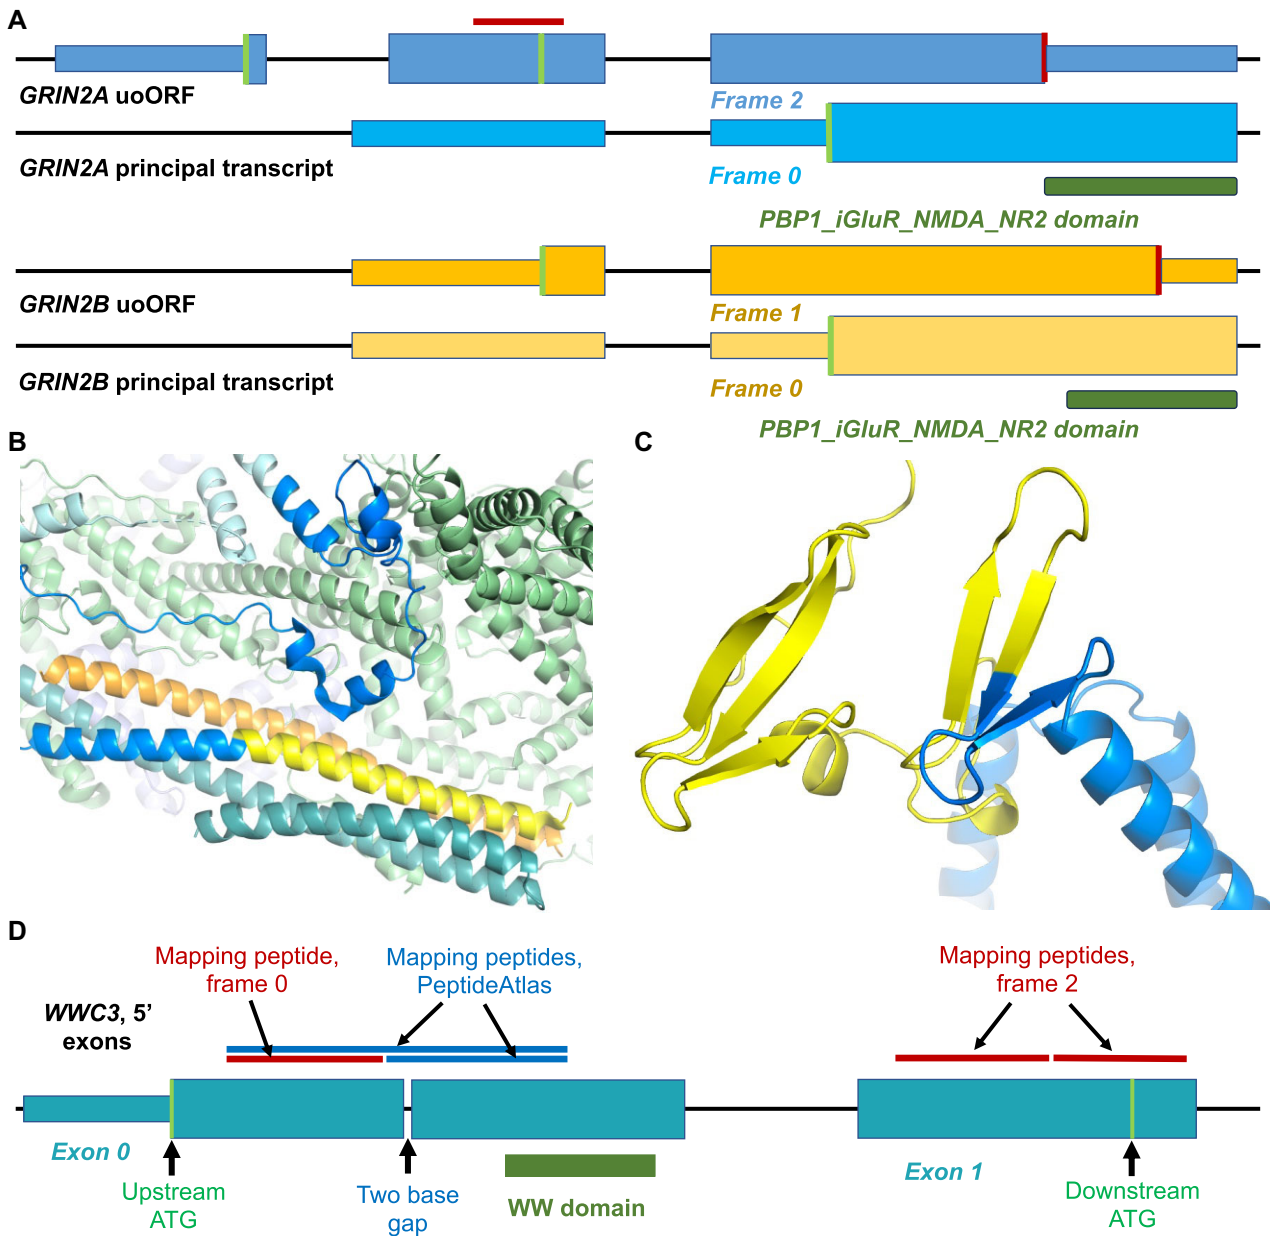 A
GRIN2A uoORF
Frame 2
GRIN2A principal transcript
Frame 0
PBP1_iGluR_NMDA_NR2 domain
GRIN2B uoORF
Frame 1
GRIN2B principal transcript
Frame 0
PBP1_iGluR_NMDA_NR2 domain
B
C
D
Mapping peptide,
frame 0
Mapping peptides,
PeptideAtlas
Mapping peptides,
frame 2
WWC3, 5’
exons
Exon 0
Exon 1
Upstream
ATG
Two base
gap
WW domain
Downstream
ATG